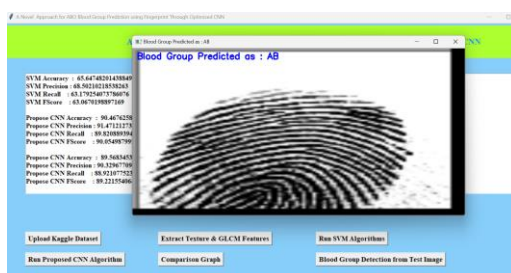 A Novel Approach for ABO Blood Group Prediction using Fingerprint Through Optimized CNN
A
CNN
Blood Group Predicted as : AB
Blood Group Predicted as : AB
SVM Accuracy : 65.64748201438849
SVM Precision : 68.50210218538263
SVM Recall : 63.179254073786076
SVM FScore : 63.0670198897169
Propose CNN Accuracy : 90.4676258
Propose CNN Precision : 91.47121273
Propose CNN Recall : 89.820889394
Propose CNN FScore : 90.05498799
Propose CNN Accuracy : 89.5683453
Propose CNN Precision : 90.32967709
Propose CNN Recall : 88.921077523
Propose CNN FScore : 89.22155406
Upload Kaggle Dataset
Extract Texture & GLCM Features
Run SVM Algorithms
Run Proposed CNN Algorithm
Comparison Graph
Blood Group Detection from Test Image